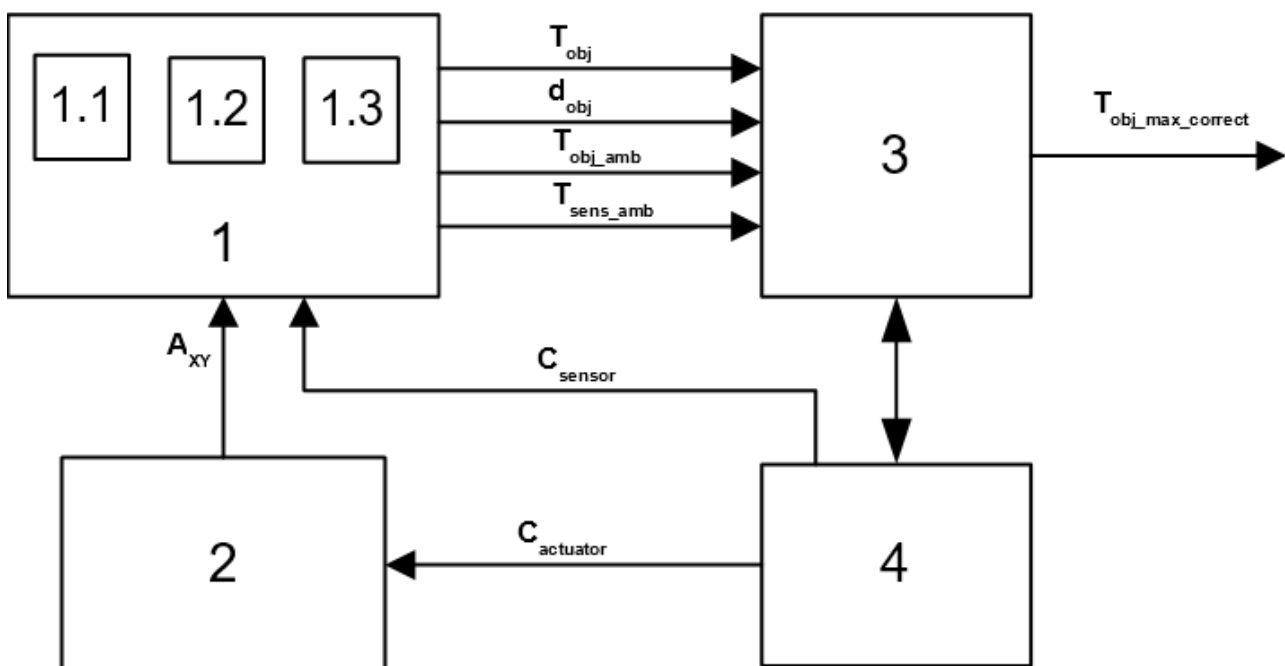 T_obj
d_obj
T_obj_amb
T_sens_amb
T_obj_max_correct
1.1 1.2 1.3
1
3
A_XY
C_sensor
C_actuator
2
4